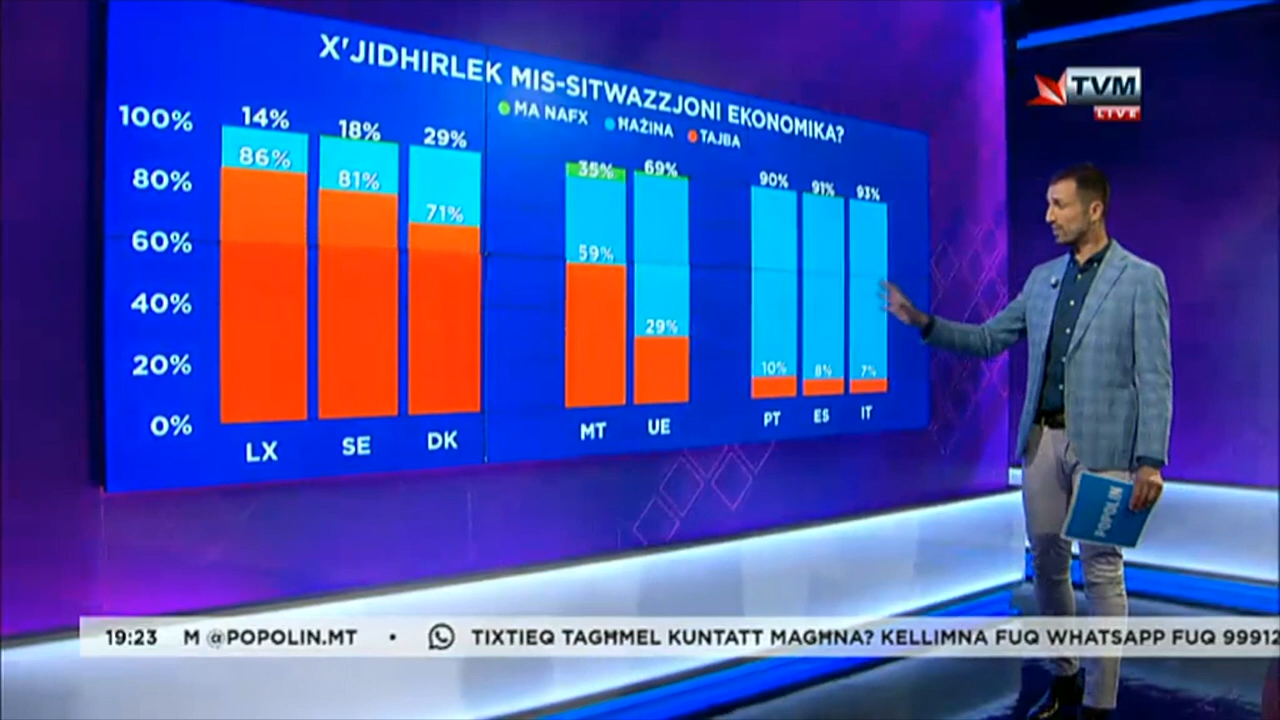 X'JIDHIRLEK MIS-SITWAZZJONI EKONOMIKA?
MA NAFX ĦAŻINA TAJBA
100%
80%
60%
40%
20%
0%
14% 18% 29% 35% 69% 90% 91% 93%
86% 81% 71% 59% 29% 10% 8% 7%
LX SE DK MT UE PT ES IT
TVM
LIVE
POPOLIN
19:23 M @POPOLIN.MT • TIXTIEQ TAGĦMEL KUNTATT MAGĦNA? KELLIMNA FUQ WHATSAPP FUQ 99912